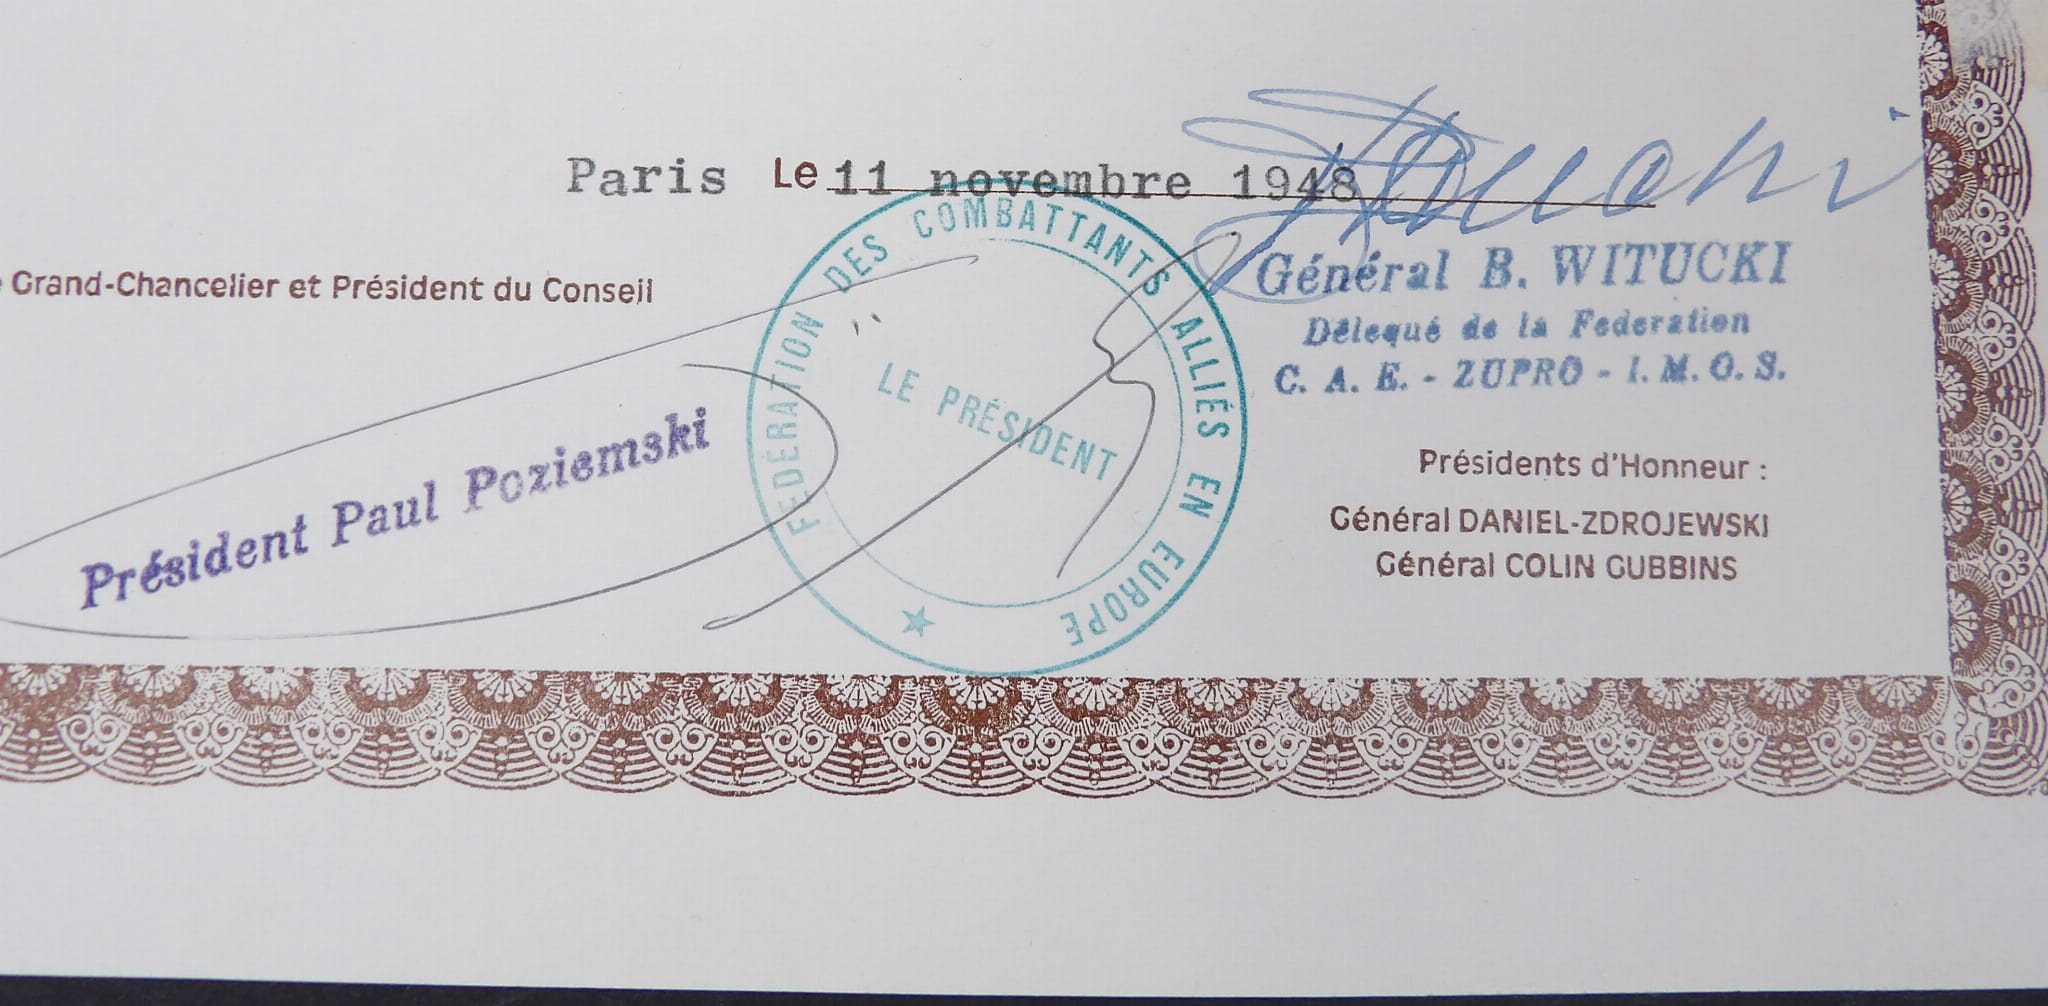 Paris Le 11 novembre 1948
Grand-Chancelier et Président du Conseil
Président Paul Poziemski
FÉDÉRATION DES COMBATTANTS ALLIÉS EN EUROPE
LE PRÉSIDENT
Général B. WITUCKI
Délequé de la Federation
C. A. E. - ZUPRO - I. M. O. S.
Présidents d'Honneur :
Général DANIEL-ZDROJEWSKI
Général COLIN GUBBINS